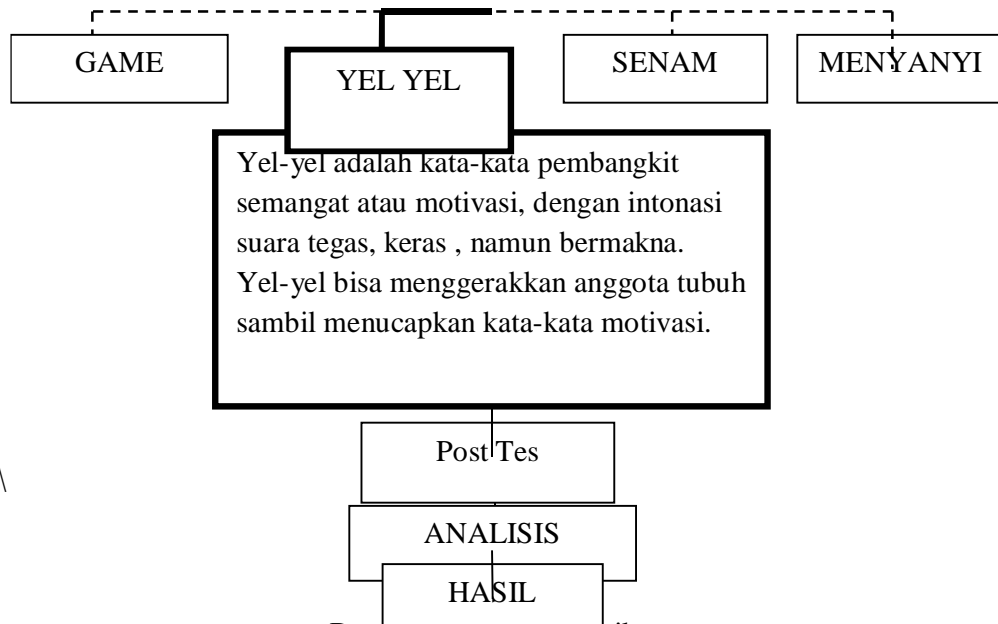 GAME
YEL YEL
SENAM
MENYANYI
Yel-yel adalah kata-kata pembangkit
semangat atau motivasi, dengan intonasi
suara tegas, keras , namun bermakna.
Yel-yel bisa menggerakkan anggota tubuh
sambil menucapkan kata-kata motivasi.
Post Tes
ANALISIS
HASIL